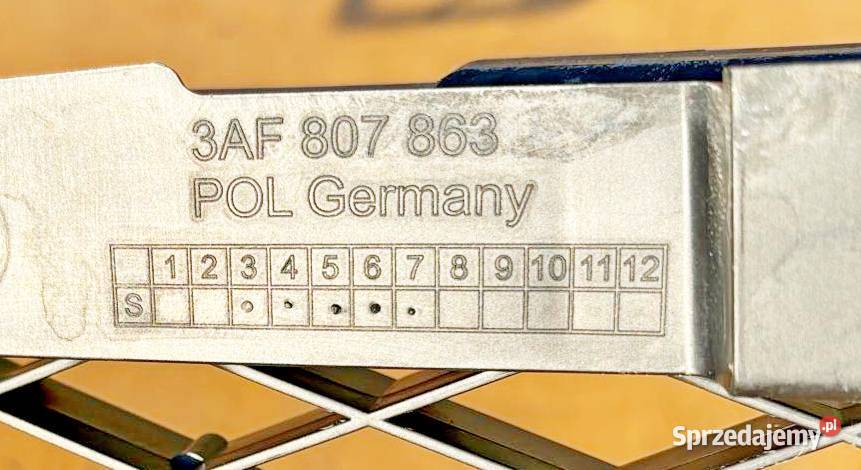 3AF 807 863
POL Germany
1 2 3 4 5 6 7 8 9 10 11 12
S
Sprzedajemy.pl